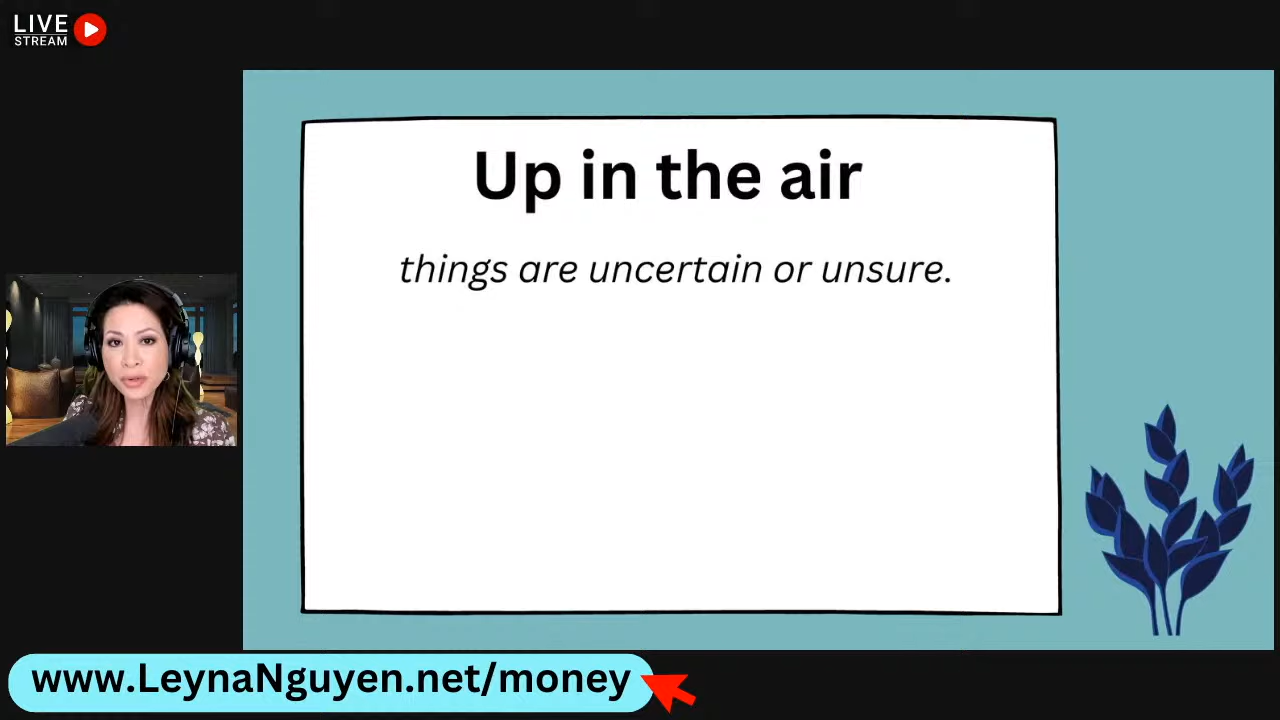 LIVE
STREAM
Up in the air
things are uncertain or unsure.
www.LeynaNguyen.net/money